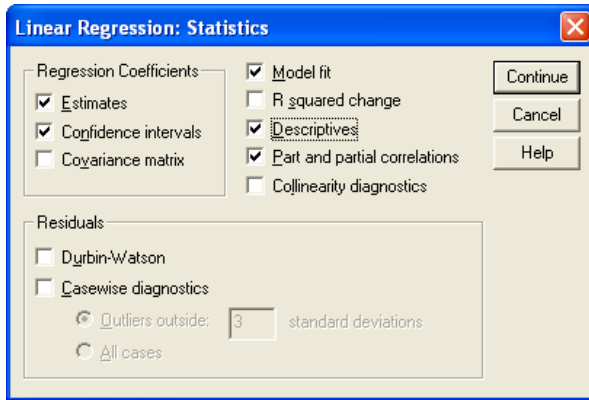 Linear Regression: Statistics
Regression Coefficients
Estimates
Confidence intervals
Covariance matrix
Model fit
R squared change
Descriptives
Part and partial correlations
Collinearity diagnostics
Continue
Cancel
Help
Residuals
Durbin-Watson
Casewise diagnostics
Outliers outside: 3 standard deviations
All cases